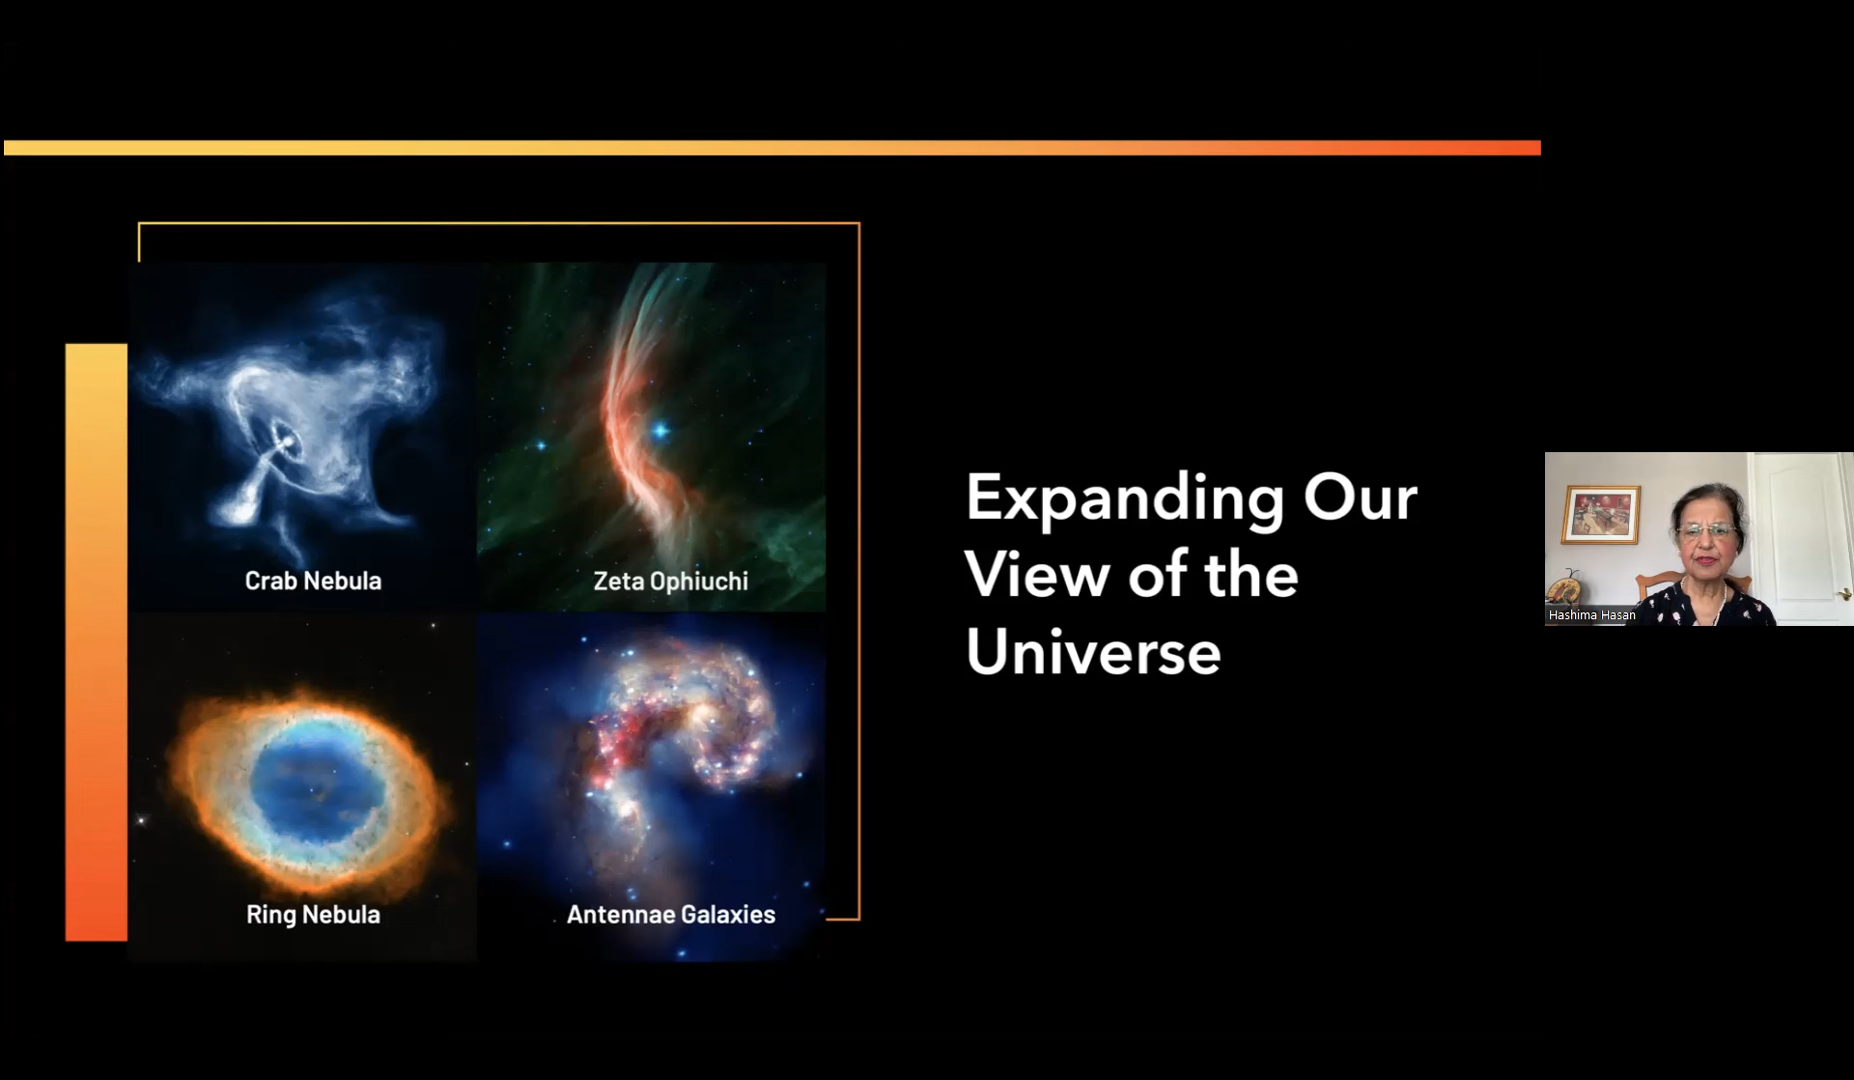 Crab Nebula
Zeta Ophiuchi
Ring Nebula
Antennae Galaxies
Expanding Our
View of the
Universe
Hashima Hasan